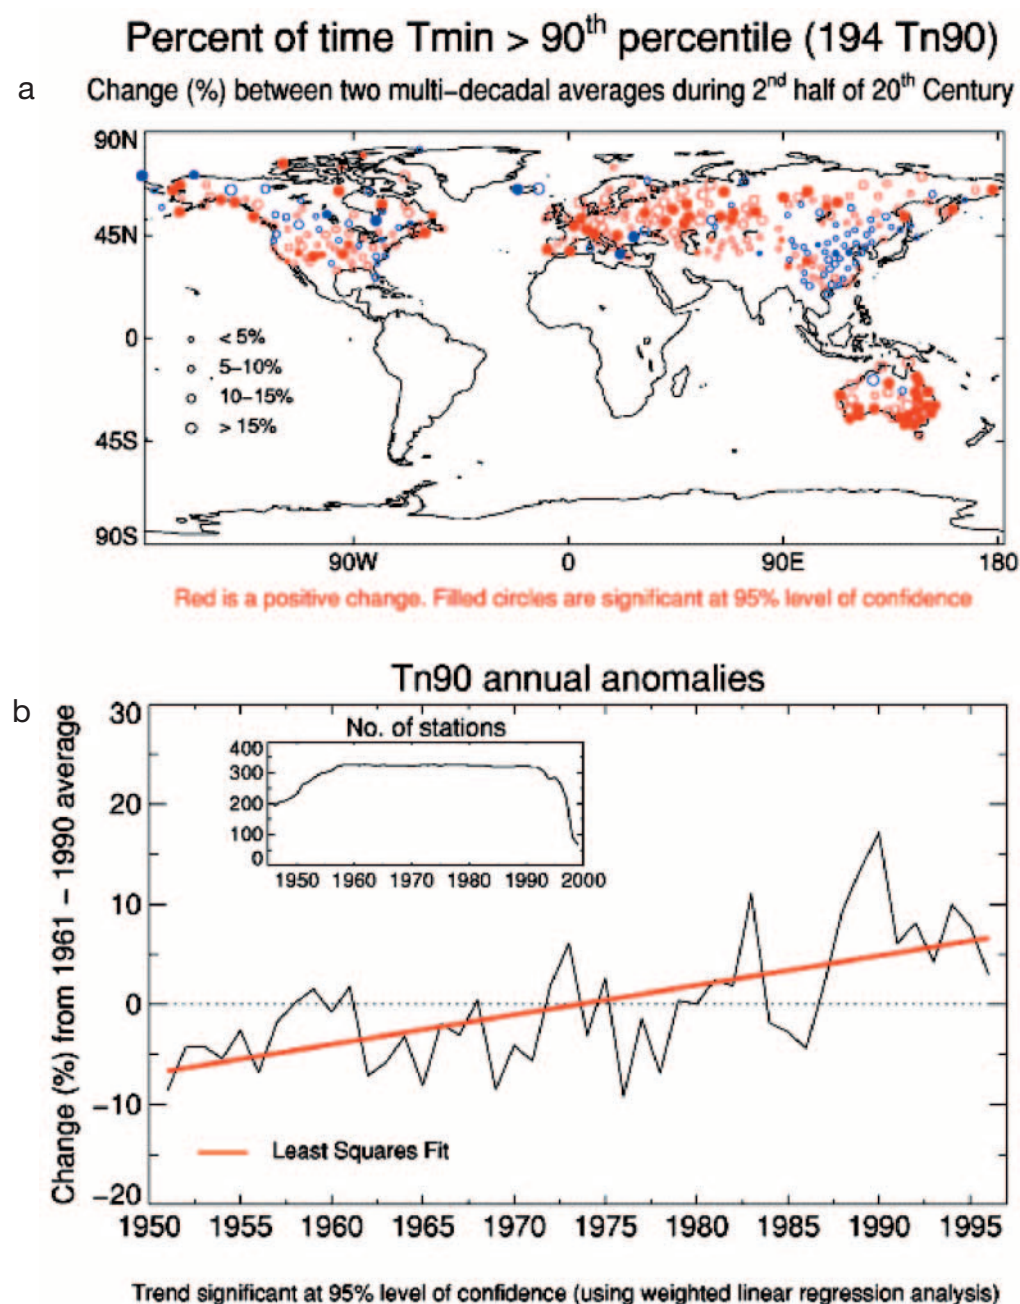 Percent of time Tmin > 90th percentile (194 Tn90)
a
Change (%) between two multi-decadal averages during 2nd half of 20th Century
90N
45N
0
45S
90S
< 5%
5-10%
10-15%
> 15%
90W 0 90E 180
Red is a positive change. Filled circles are significant at 95% level of confidence
b
Tn90 annual anomalies
Change (%) from 1961 - 1990 average
30
20
10
0
-10
-20
No. of stations
400
300
200
100
0
1950 1960 1970 1980 1990 2000
Least Squares Fit
1950 1955 1960 1965 1970 1975 1980 1985 1990 1995
Trend significant at 95% level of confidence (using weighted linear regression analysis)